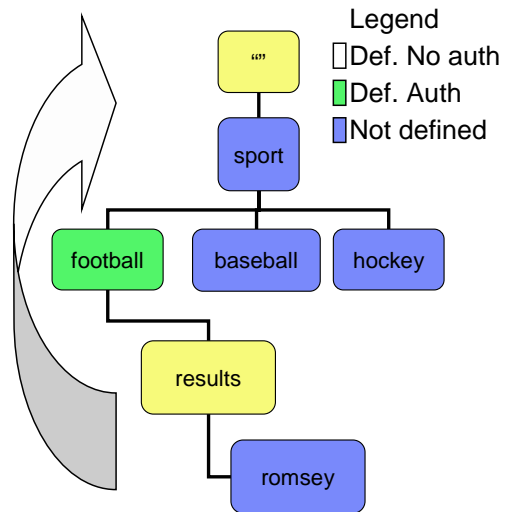 Legend
Def. No auth
Def. Auth
Not defined
“”
sport
football
baseball
hockey
results
romsey